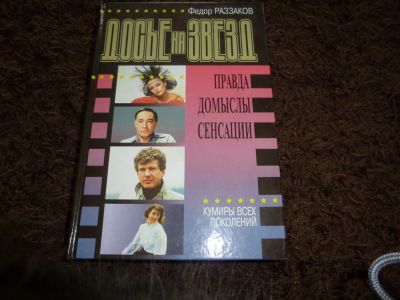 Федор РАЗЗАКОВ
ДОСЬЕ НА ЗВЕЗД
ПРАВДА
ДОМЫСЛЫ
СЕНСАЦИИ
КУМИРЫ ВСЕХ
ПОКОЛЕНИЙ